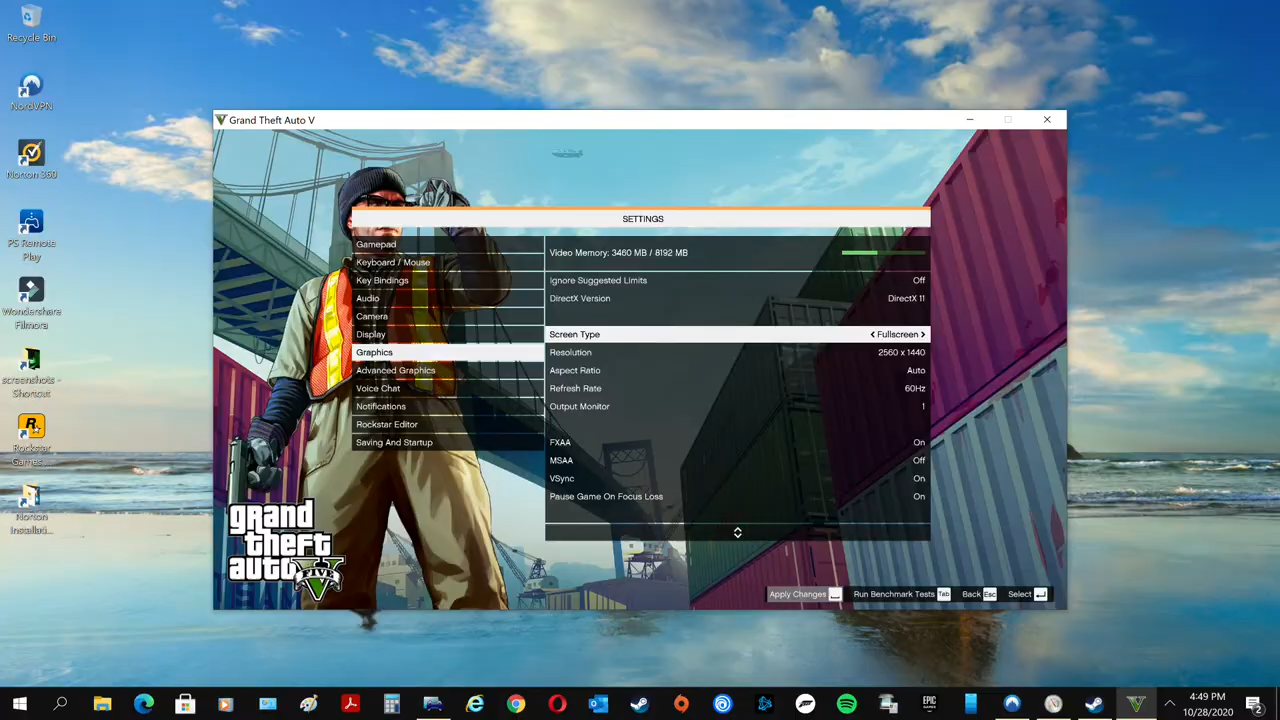 Recycle Bin
NordVPN
Norton 360
PS Remote
Play
Wondershare
Filmora
screenshots -
Shortcut
Rockstar
Games...
Norton
Installati...
Grand Theft Auto V
SETTINGS
Gamepad
Keyboard / Mouse
Key Bindings
Audio
Camera
Display
Graphics
Advanced Graphics
Voice Chat
Notifications
Rockstar Editor
Saving And Startup
Video Memory: 3460 MB / 8192 MB
Ignore Suggested Limits Off
DirectX Version DirectX 11
Screen Type Fullscreen
Resolution 2560 x 1440
Aspect Ratio Auto
Refresh Rate 60Hz
Output Monitor 1
FXAA On
MSAA Off
VSync On
Pause Game On Focus Loss On
grand
theft
auto V
FIVE
Apply Changes Run Benchmark Tests Tab Back Esc Select
EPIC
GAMES
4:49 PM
10/28/2020
2